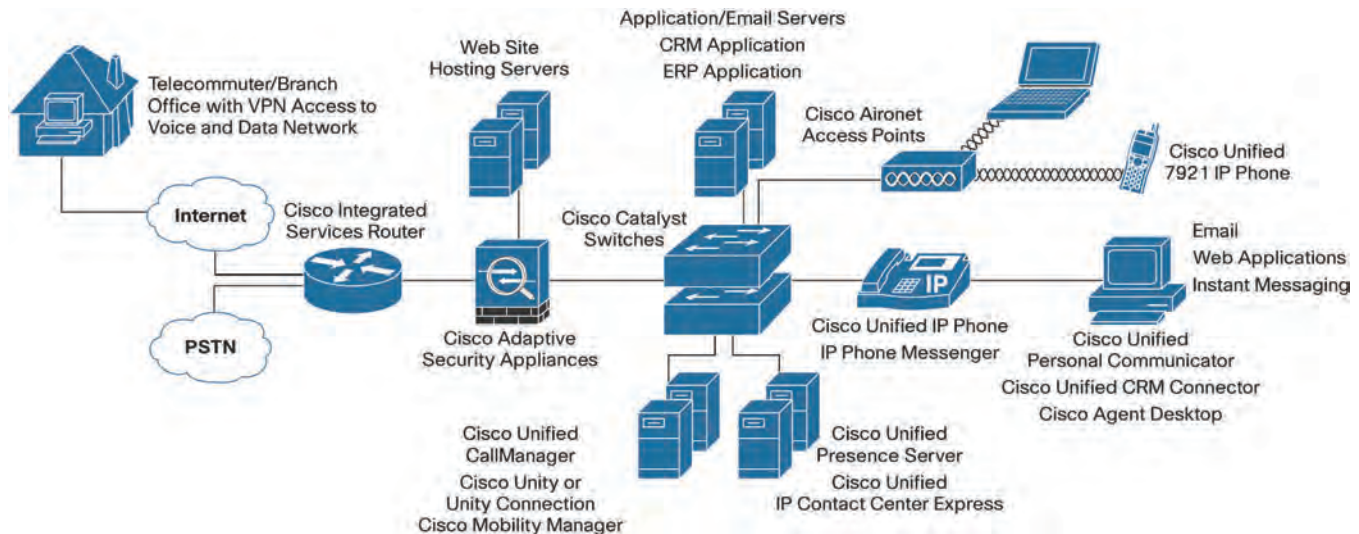 Telecommuter/Branch
Office with VPN Access to
Voice and Data Network
Internet
PSTN
Cisco Integrated
Services Router
Web Site
Hosting Servers
Cisco Adaptive
Security Appliances
Application/Email Servers
CRM Application
ERP Application
Cisco Catalyst
Switches
Cisco Aironet
Access Points
Cisco Unified
7921 IP Phone
IP
Cisco Unified IP Phone
IP Phone Messenger
Email
Web Applications
Instant Messaging
Cisco Unified
Personal Communicator
Cisco Unified CRM Connector
Cisco Agent Desktop
Cisco Unified
CallManager
Cisco Unity or
Unity Connection
Cisco Mobility Manager
Cisco Unified
Presence Server
Cisco Unified
IP Contact Center Express